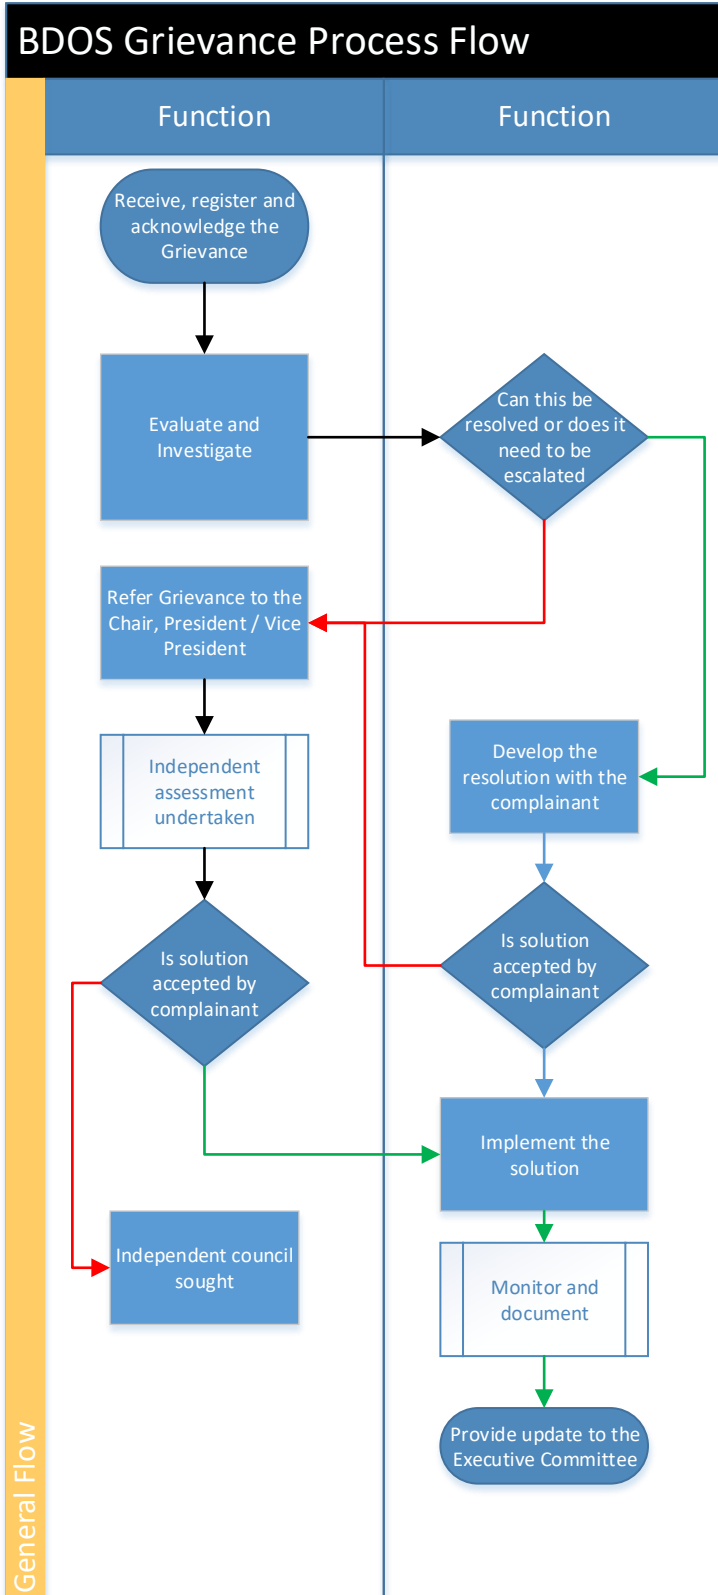 BDOS Grievance Process Flow
Function
Function
Receive, register and
acknowledge the
Grievance
Evaluate and
Investigate
Can this be
resolved or does it
need to be
escalated
Refer Grievance to the
Chair, President / Vice
President
Independent
assessment
undertaken
Develop the
resolution with the
complainant
Is solution
accepted by
complainant
Is solution
accepted by
complainant
Implement the
solution
Independent council
sought
Monitor and
document
Provide update to the
Executive Committee
General Flow